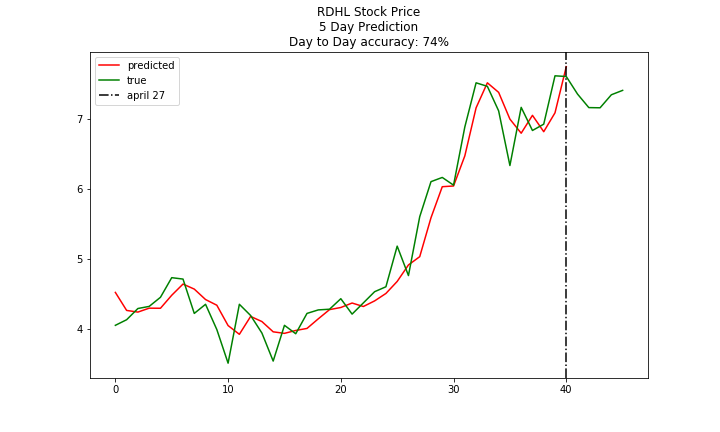 RDHL Stock Price
5 Day Prediction
Day to Day accuracy: 74%
predicted
true
april 27
7
6
5
4
0 10 20 30 40